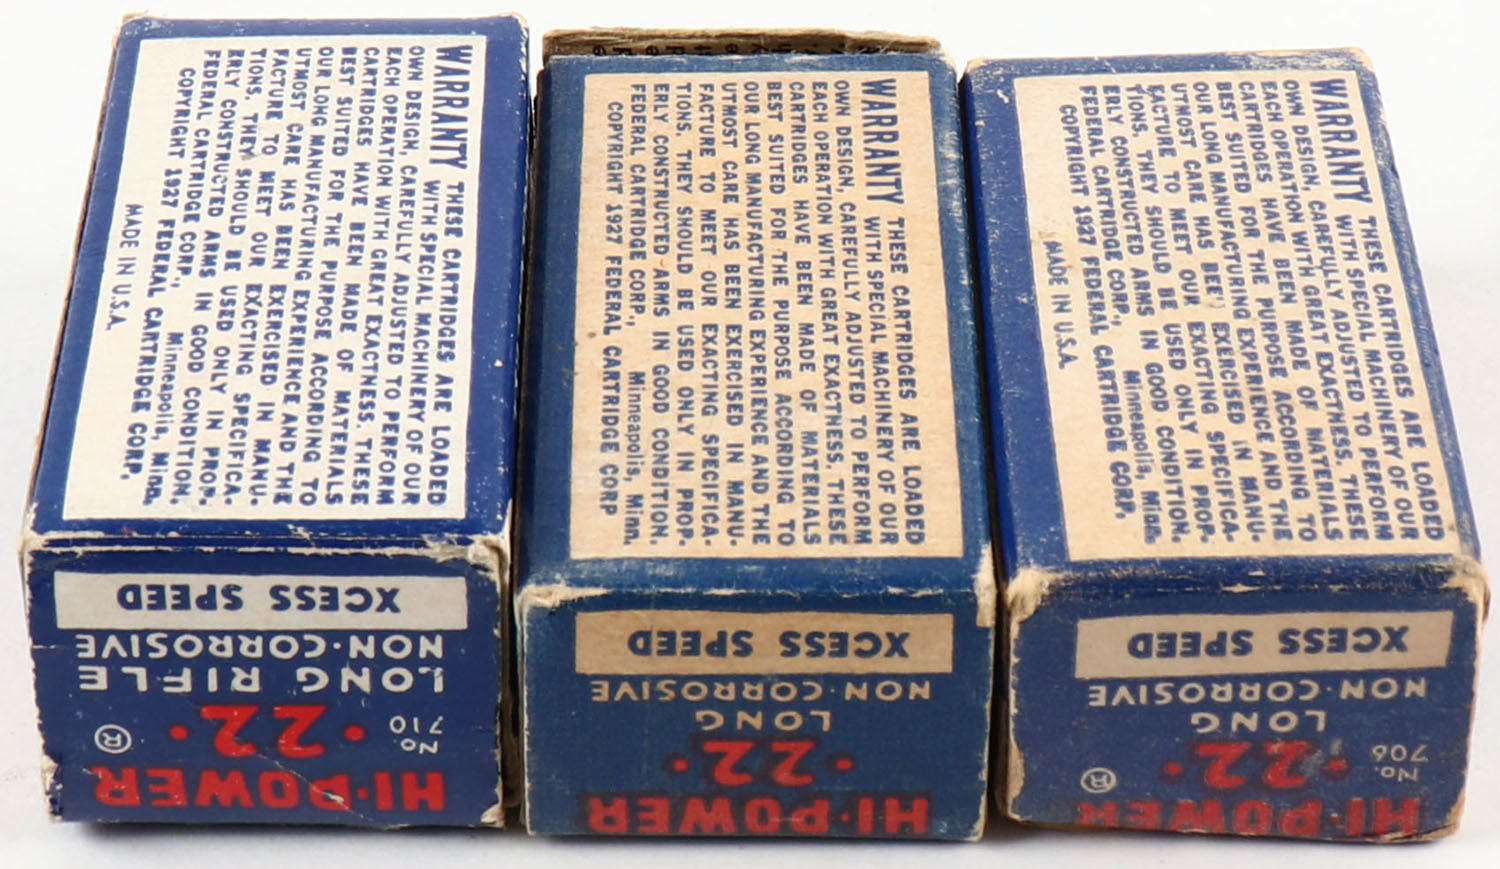 WARRANTY THESE CARTRIDGES ARE LOADED
WITH SPECIAL MACHINERY OF OUR
OWN DESIGN, CAREFULLY ADJUSTED TO PERFORM
EACH OPERATION WITH GREAT EXACTNESS. THESE
CARTRIDGES HAVE BEEN MADE OF MATERIALS
BEST SUITED FOR THE PURPOSE ACCORDING TO
OUR LONG MANUFACTURING EXPERIENCE AND THE
UTMOST CARE HAS BEEN EXERCISED IN MANU-
FACTURE TO MEET OUR EXACTING SPECIFICA-
TIONS. THEY SHOULD BE USED ONLY IN PROP-
ERLY CONSTRUCTED ARMS IN GOOD CONDITION.
FEDERAL CARTRIDGE CORP., Minneapolis, Minn.
COPYRIGHT 1927 FEDERAL CARTRIDGE CORP.
MADE IN U.S.A.
HI-POWER
No. 710
·22· ®
LONG RIFLE
NON-CORROSIVE
XCESS SPEED
WARRANTY THESE CARTRIDGES ARE LOADED
WITH SPECIAL MACHINERY OF OUR
OWN DESIGN, CAREFULLY ADJUSTED TO PERFORM
EACH OPERATION WITH GREAT EXACTNESS. THESE
CARTRIDGES HAVE BEEN MADE OF MATERIALS
BEST SUITED FOR THE PURPOSE ACCORDING TO
OUR LONG MANUFACTURING EXPERIENCE AND THE
UTMOST CARE HAS BEEN EXERCISED IN MANU-
FACTURE TO MEET OUR EXACTING SPECIFICA-
TIONS. THEY SHOULD BE USED ONLY IN PROP-
ERLY CONSTRUCTED ARMS IN GOOD CONDITION.
FEDERAL CARTRIDGE CORP., Minneapolis, Minn.
COPYRIGHT 1927 FEDERAL CARTRIDGE CORP
HI-POWER
·22·
LONG
NON-CORROSIVE
XCESS SPEED
WARRANTY THESE CARTRIDGES ARE LOADED
WITH SPECIAL MACHINERY OF OUR
OWN DESIGN, CAREFULLY ADJUSTED TO PERFORM
EACH OPERATION WITH GREAT EXACTNESS. THESE
CARTRIDGES HAVE BEEN MADE OF MATERIALS
BEST SUITED FOR THE PURPOSE ACCORDING TO
OUR LONG MANUFACTURING EXPERIENCE AND THE
UTMOST CARE HAS BEEN EXERCISED IN MANU-
FACTURE TO MEET OUR EXACTING SPECIFICA-
TIONS. THEY SHOULD BE USED ONLY IN PROP-
ERLY CONSTRUCTED ARMS IN GOOD CONDITION.
FEDERAL CARTRIDGE CORP., Minneapolis, Minn.
COPYRIGHT 1927 FEDERAL CARTRIDGE CORP.
MADE IN U.S.A.
HI-POWER
No. 706
·22· ®
LONG
NON-CORROSIVE
XCESS SPEED